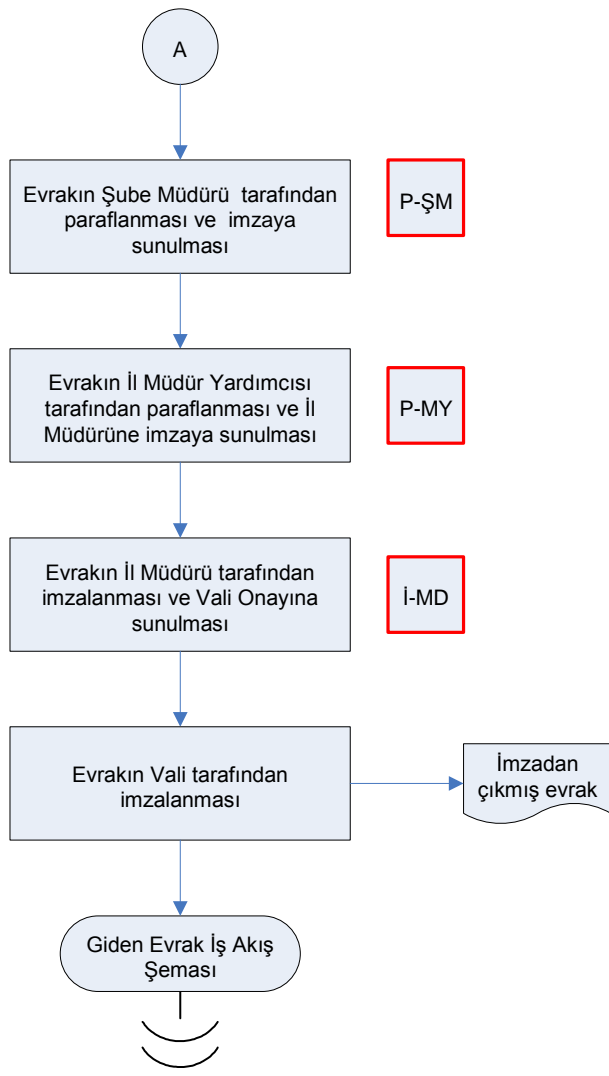 A
Evrakın Şube Müdürü tarafından
paraflanması ve imzaya
sunulması
P-ŞM
Evrakın İl Müdür Yardımcısı
tarafından paraflanması ve İl
Müdürüne imzaya sunulması
P-MY
Evrakın İl Müdürü tarafından
imzalanması ve Vali Onayına
sunulması
İ-MD
Evrakın Vali tarafından
imzalanması
İmzadan
çıkmış evrak
Giden Evrak İş Akış
Şeması